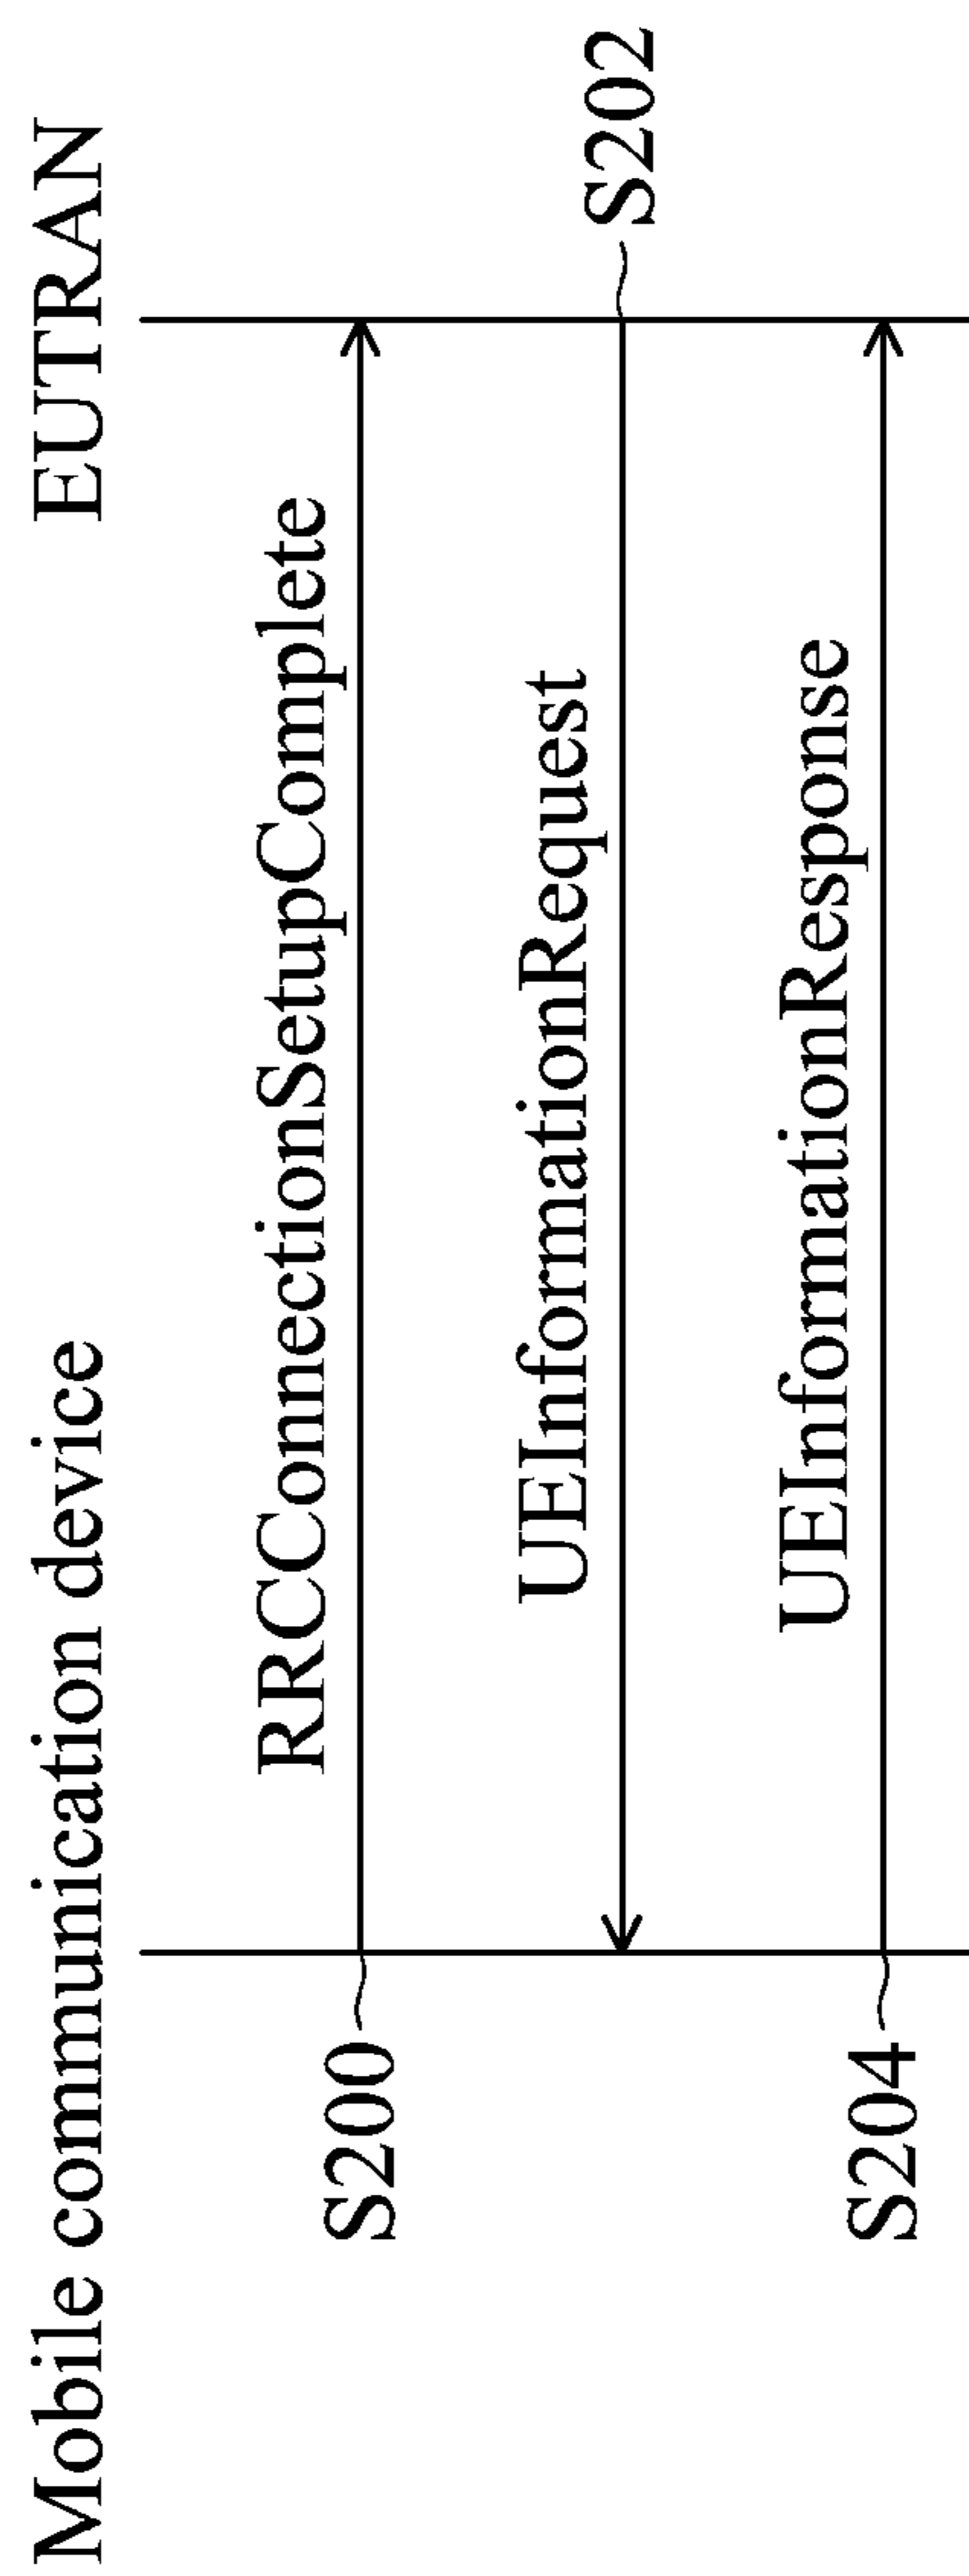 Mobile communication device
EUTRAN
RRCConnectionSetupComplete
S200
UEInformationRequest
S202
UEInformationResponse
S204